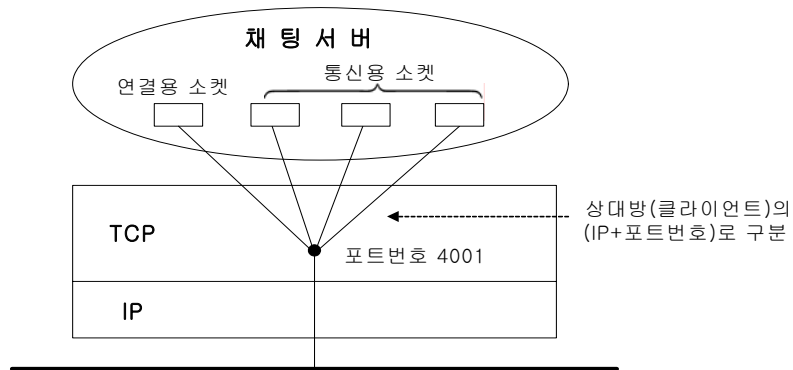 채 팅 서 버
통신용 소켓
연결용 소켓
상대방(클라이언트)의
(IP+포트번호)로 구분
TCP
포트번호 4001
IP